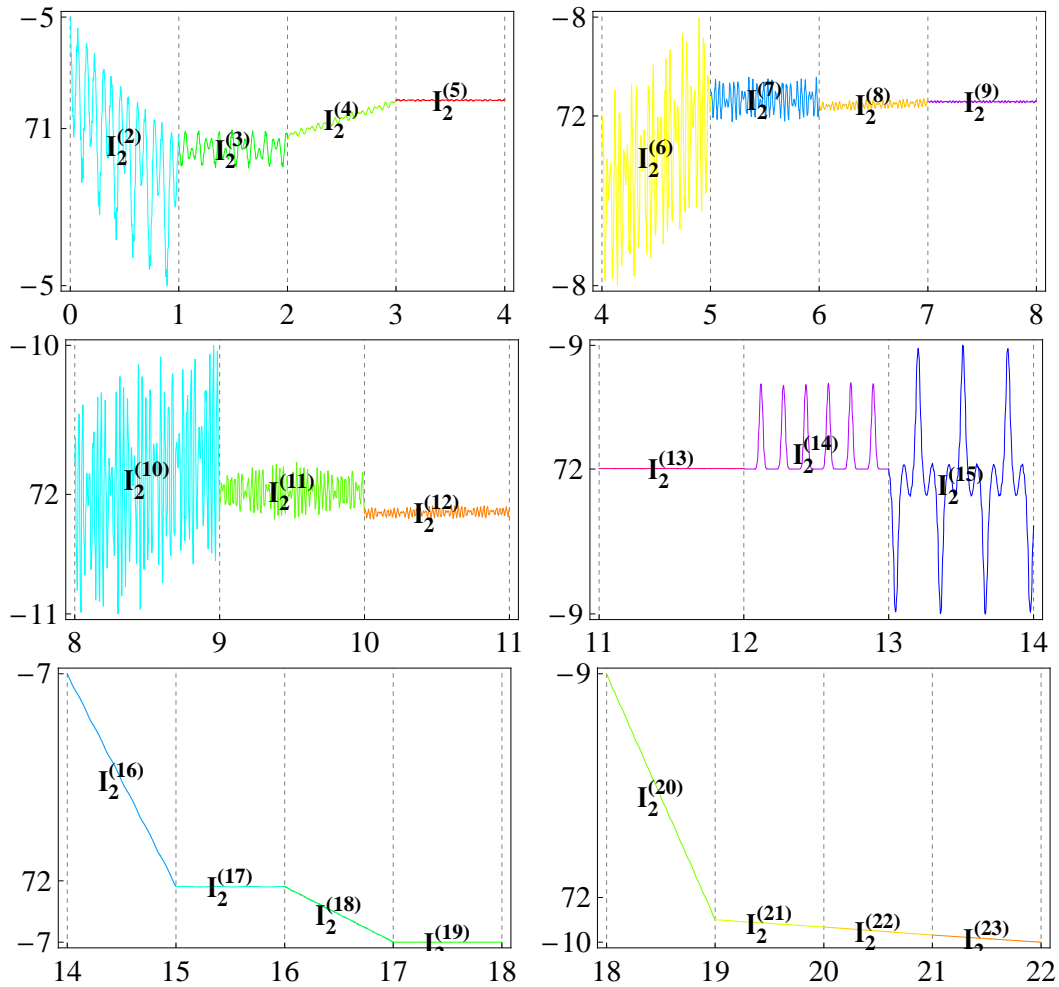 −5
71
−5
I₂⁽²⁾
I₂⁽³⁾
I₂⁽⁴⁾
I₂⁽⁵⁾
0 1 2 3 4
−8
72
−8
I₂⁽⁶⁾
I₂⁽⁷⁾
I₂⁽⁸⁾
I₂⁽⁹⁾
4 5 6 7 8
−10
72
−11
I₂⁽¹⁰⁾
I₂⁽¹¹⁾
I₂⁽¹²⁾
8 9 10 11
−9
72
−9
I₂⁽¹³⁾
I₂⁽¹⁴⁾
I₂⁽¹⁵⁾
11 12 13 14
−7
72
−7
I₂⁽¹⁶⁾
I₂⁽¹⁷⁾
I₂⁽¹⁸⁾
I₂⁽¹⁹⁾
14 15 16 17 18
−9
72
−10
I₂⁽²⁰⁾
I₂⁽²¹⁾
I₂⁽²²⁾
I₂⁽²³⁾
18 19 20 21 22